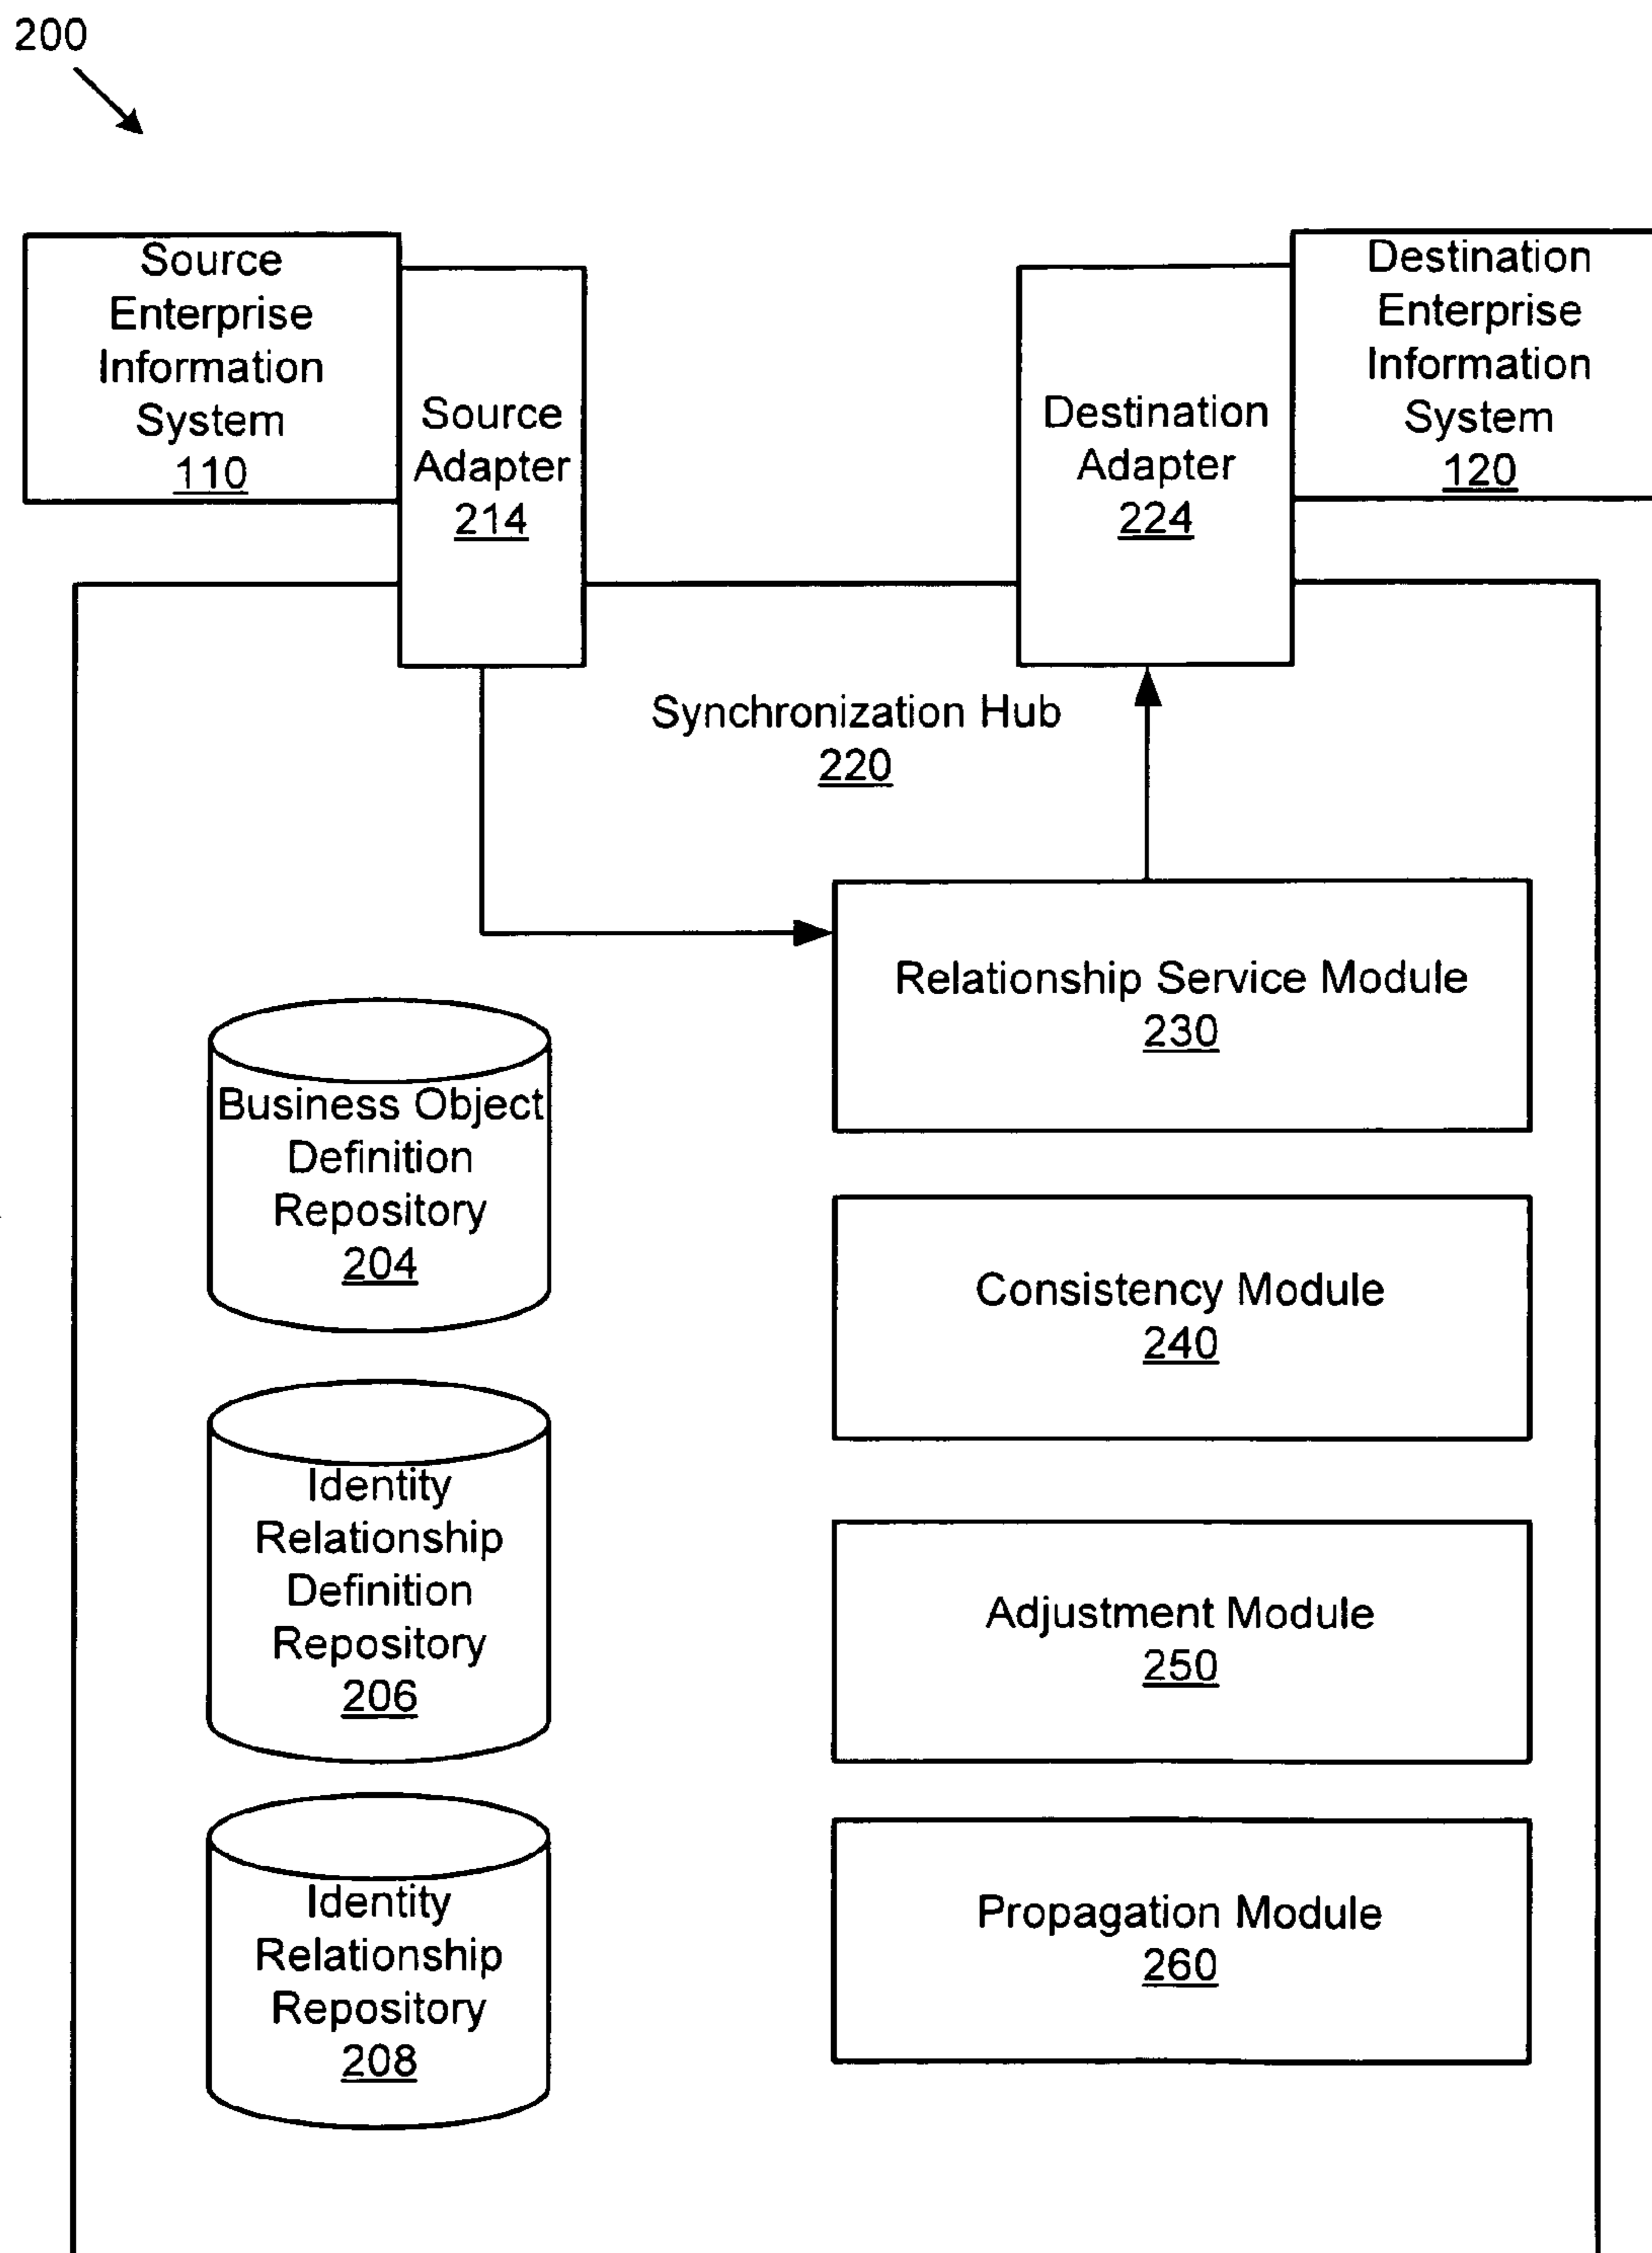 200
Source
Enterprise
Information
System
110
Source
Adapter
214
Destination
Adapter
224
Destination
Enterprise
Information
System
120
Synchronization Hub
220
Relationship Service Module
230
Business Object
Definition
Repository
204
Consistency Module
240
Identity
Relationship
Definition
Repository
206
Adjustment Module
250
Identity
Relationship
Repository
208
Propagation Module
260